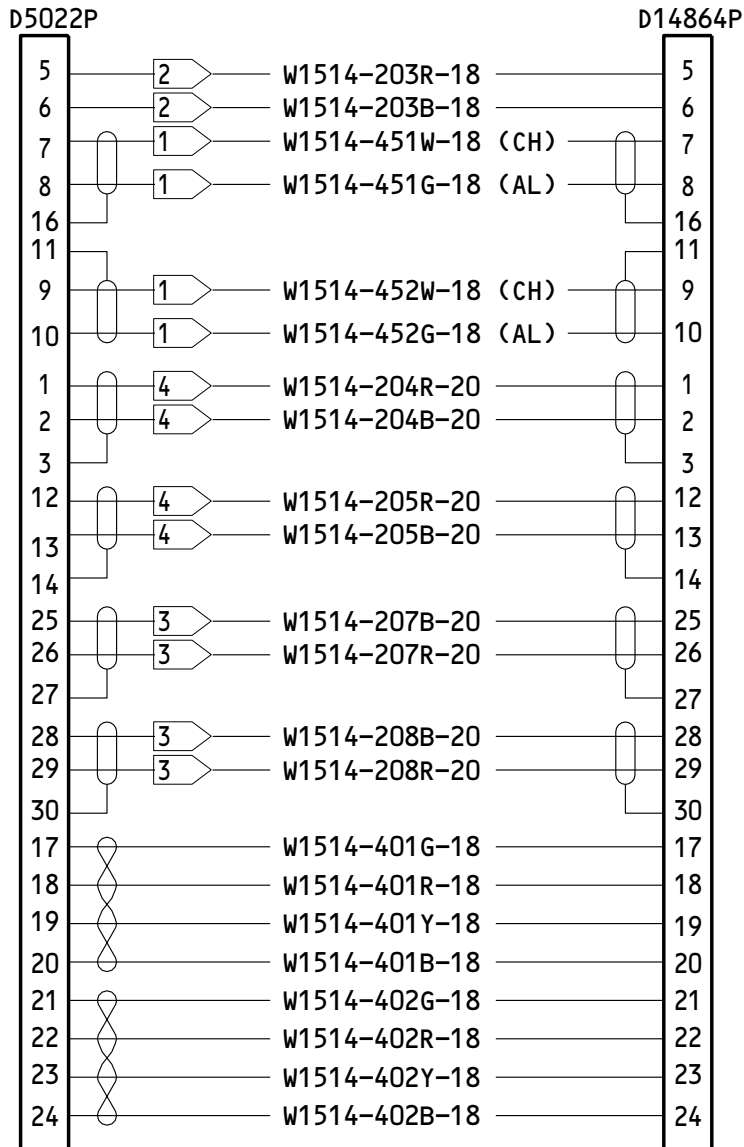 D5022P D14864P
5 2 W1514-203R-18 5
6 2 W1514-203B-18 6
7 1 W1514-451W-18 (CH) 7
8 1 W1514-451G-18 (AL) 8
16 16
11 11
9 1 W1514-452W-18 (CH) 9
10 1 W1514-452G-18 (AL) 10
1 4 W1514-204R-20 1
2 4 W1514-204B-20 2
3 3
12 4 W1514-205R-20 12
13 4 W1514-205B-20 13
14 14
25 3 W1514-207B-20 25
26 3 W1514-207R-20 26
27 27
28 3 W1514-208B-20 28
29 3 W1514-208R-20 29
30 30
17 W1514-401G-18 17
18 W1514-401R-18 18
19 W1514-401Y-18 19
20 W1514-401B-18 20
21 W1514-402G-18 21
22 W1514-402R-18 22
23 W1514-402Y-18 23
24 W1514-402B-18 24